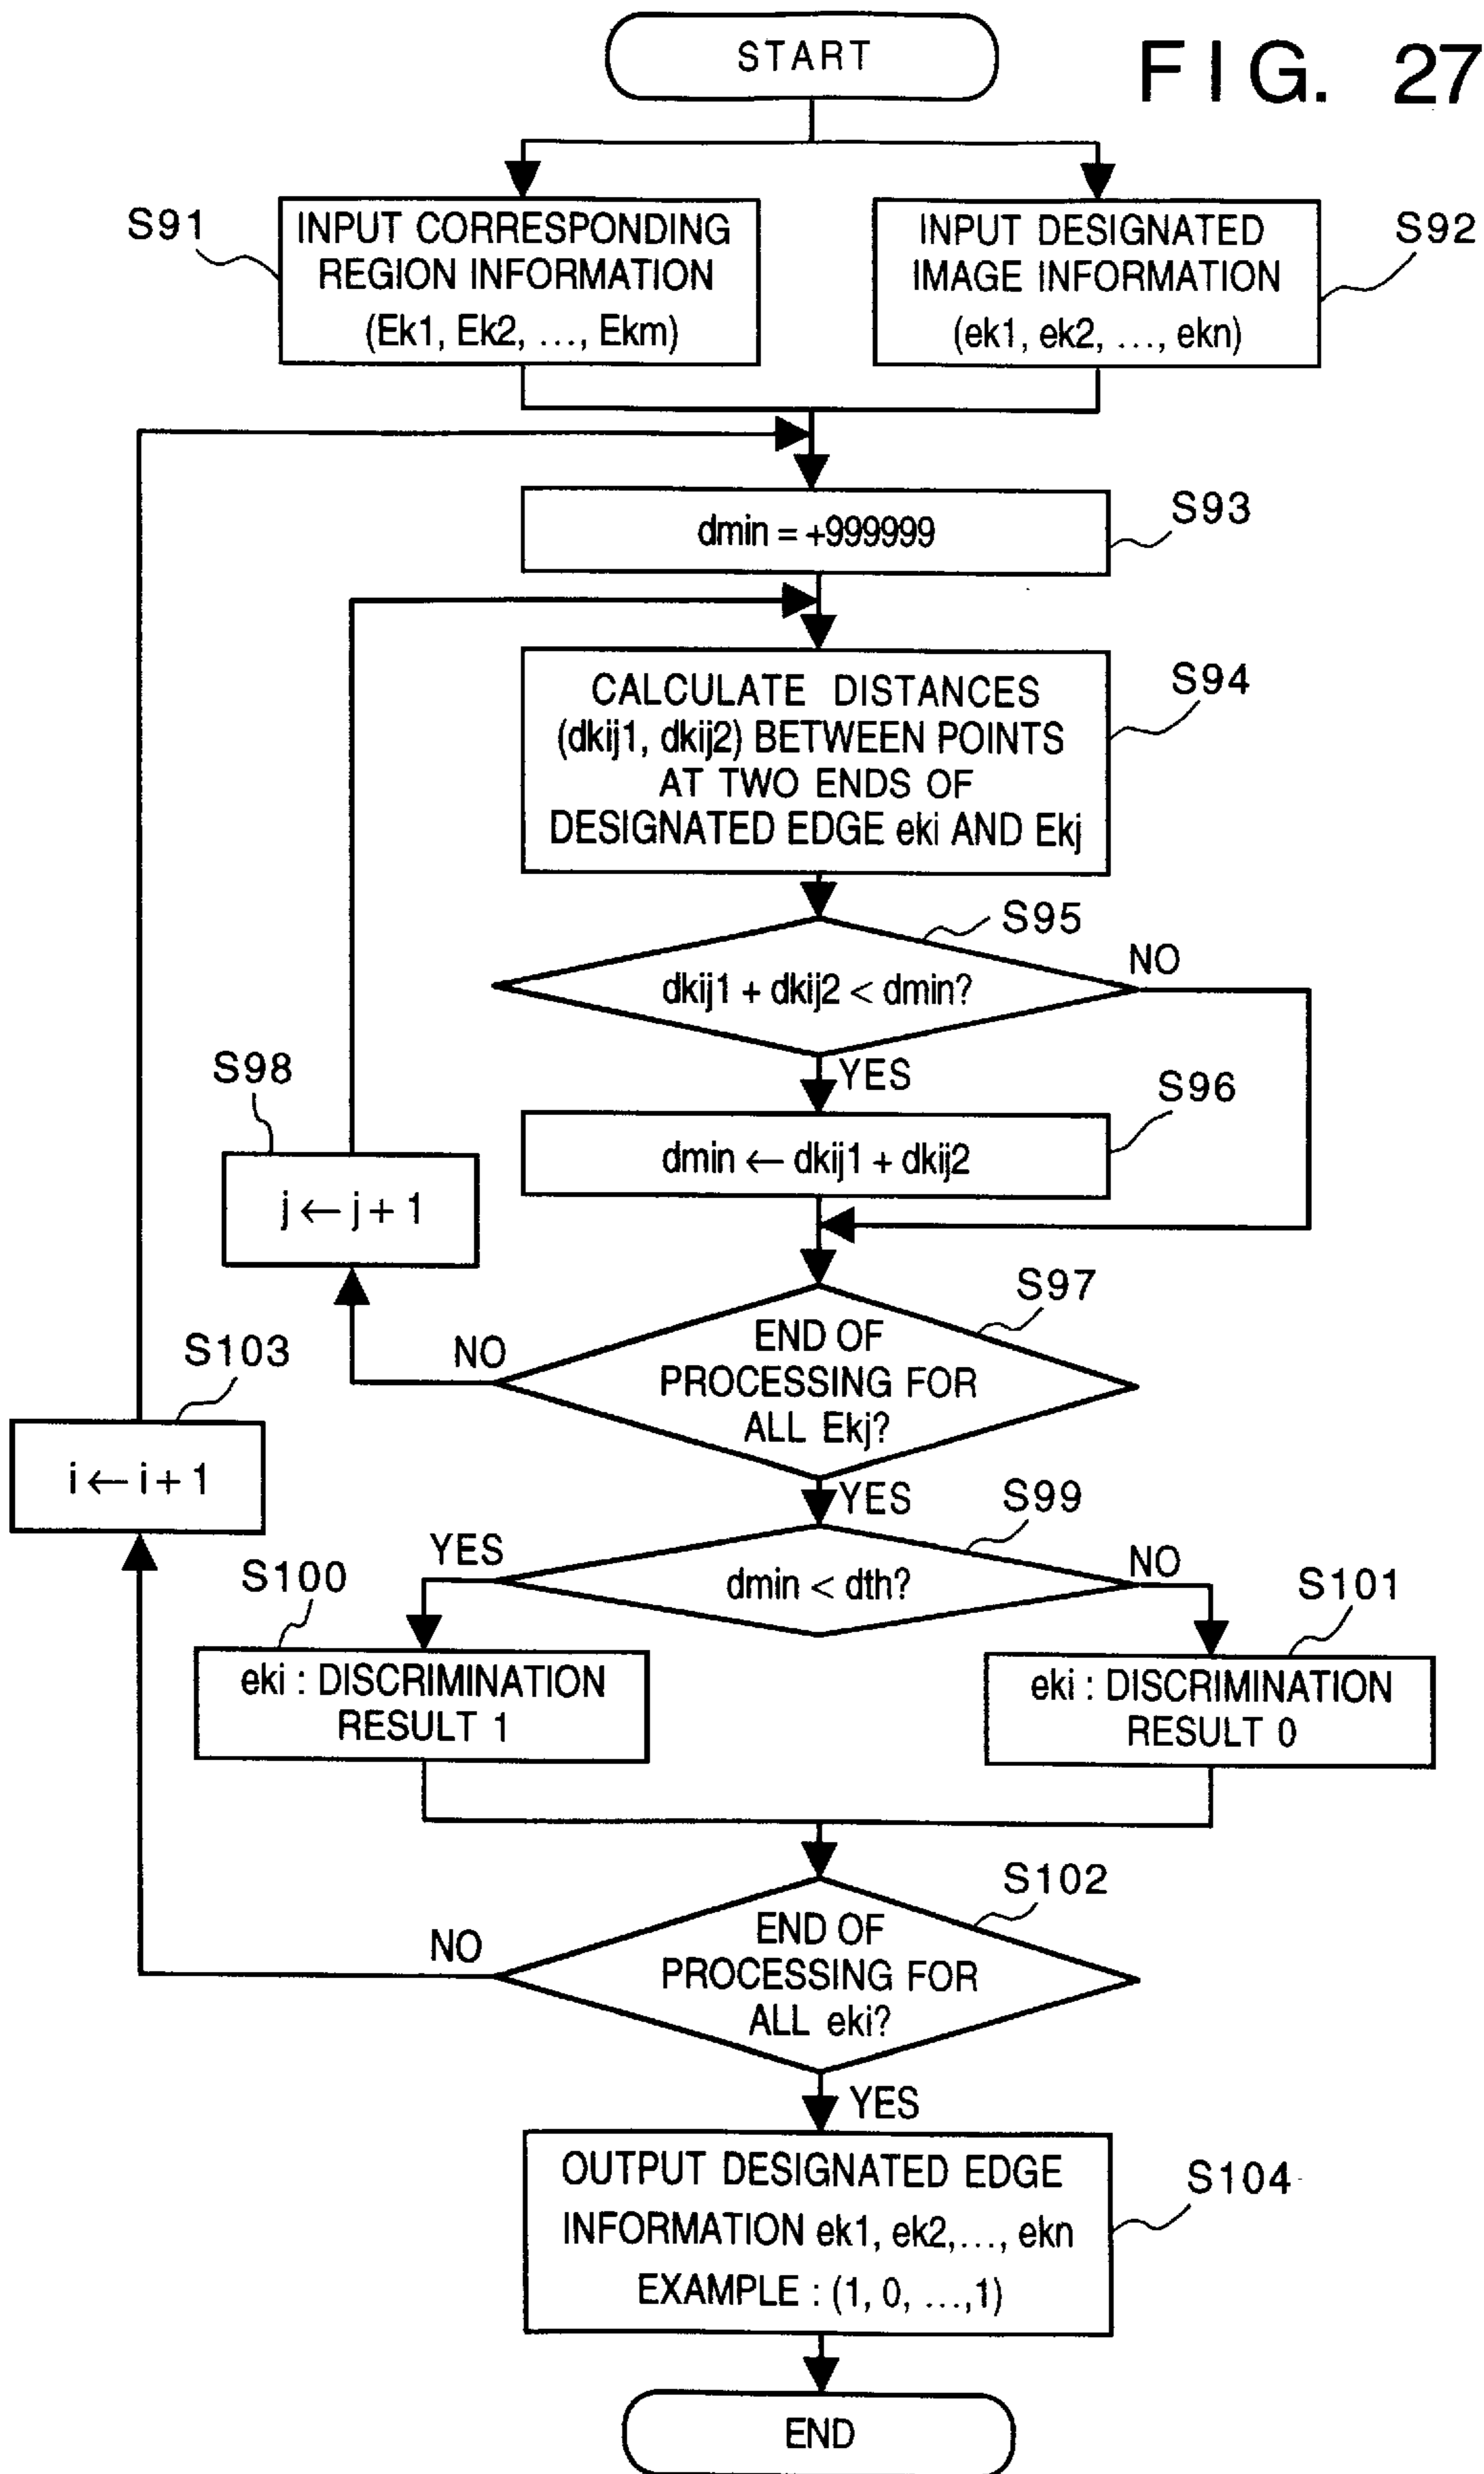 START
FIG. 27
S91
INPUT CORRESPONDING
REGION INFORMATION
(Ek1, Ek2, ..., Ekm)
INPUT DESIGNATED
IMAGE INFORMATION
(ek1, ek2, ..., ekn)
S92
dmin = +999999
S93
CALCULATE DISTANCES
(dkij1, dkij2) BETWEEN POINTS
AT TWO ENDS OF
DESIGNATED EDGE eki AND Ekj
S94
S95
dkij1 + dkij2 < dmin?
NO
YES
S96
dmin ← dkij1 + dkij2
S98
j ← j + 1
S97
END OF
PROCESSING FOR
ALL Ekj?
NO
YES
S103
i ← i + 1
S99
dmin < dth?
YES
NO
S100
eki : DISCRIMINATION
RESULT 1
S101
eki : DISCRIMINATION
RESULT 0
S102
END OF
PROCESSING FOR
ALL eki?
NO
YES
OUTPUT DESIGNATED EDGE
INFORMATION ek1, ek2,..., ekn
EXAMPLE : (1, 0, ...,1)
S104
END